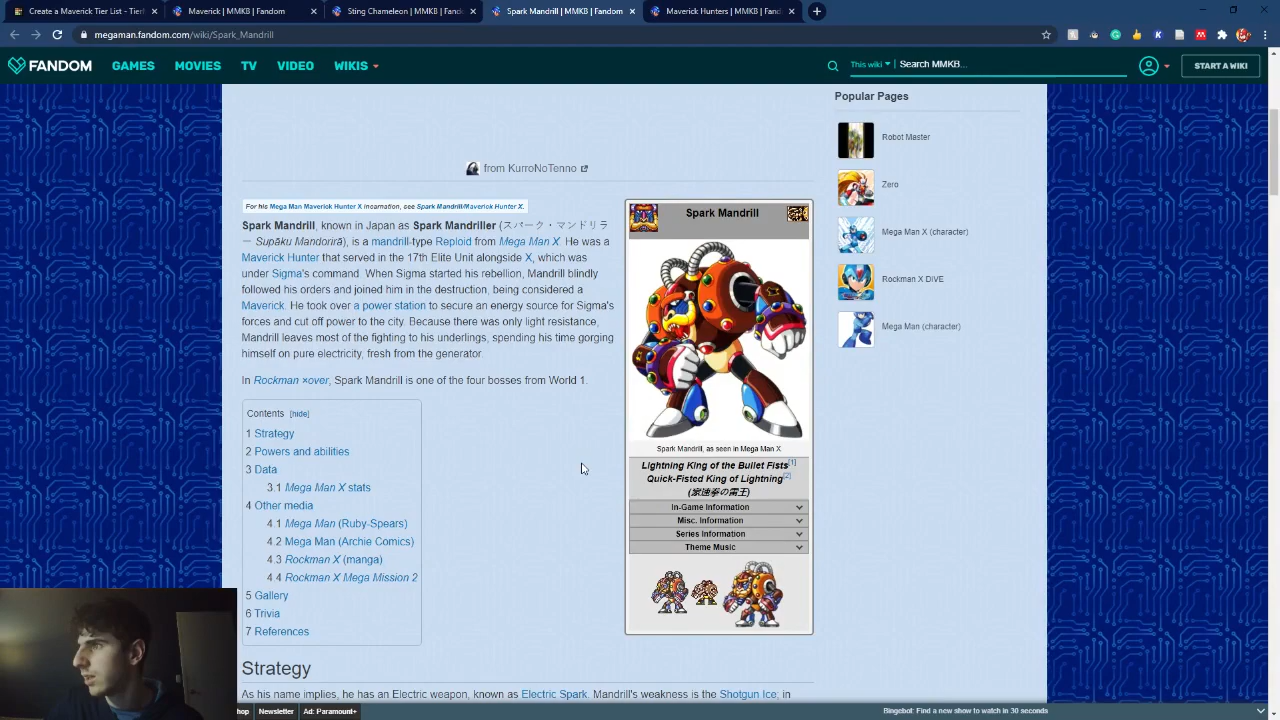 Create a Maverick Tier List - Tier
Maverick | MMKB | Fandom
Sting Chameleon | MMKB | Fando
Spark Mandrill | MMKB | Fandom
Maverick Hunters | MMKB | Fando
megaman.fandom.com/wiki/Spark_Mandrill
FANDOM GAMES MOVIES TV VIDEO WIKIS This wiki Search MMKB... START A WIKI
Popular Pages
Robot Master
Zero
Mega Man X (character)
Rockman X DIVE
Mega Man (character)
from KurroNoTenno
For his Mega Man Maverick Hunter X incarnation, see Spark Mandrill/Maverick Hunter X.
Spark Mandrill, known in Japan as Spark Mandriller (スパーク・マンドリラ
ー Supāku Mandorirā), is a mandrill-type Reploid from Mega Man X. He was a
Maverick Hunter that served in the 17th Elite Unit alongside X, which was
under Sigma's command. When Sigma started his rebellion, Mandrill blindly
followed his orders and joined him in the destruction, being considered a
Maverick. He took over a power station to secure an energy source for Sigma's
forces and cut off power to the city. Because there was only light resistance,
Mandrill leaves most of the fighting to his underlings, spending his time gorging
himself on pure electricity, fresh from the generator.
In Rockman ×over, Spark Mandrill is one of the four bosses from World 1.
Contents [hide]
1 Strategy
2 Powers and abilities
3 Data
3.1 Mega Man X stats
4 Other media
4.1 Mega Man (Ruby-Spears)
4.2 Mega Man (Archie Comics)
4.3 Rockman X (manga)
4.4 Rockman X Mega Mission 2
5 Gallery
6 Trivia
7 References
Spark Mandrill
Spark Mandrill, as seen in Mega Man X
Lightning King of the Bullet Fists[1]
Quick-Fisted King of Lightning[2]
In-Game Information
Misc. Information
Series Information
Theme Music
Strategy
As his name implies, he has an Electric weapon, known as Electric Spark. Mandrill's weakness is the Shotgun Ice; in
hop Newsletter Ad: Paramount+
Bingebot: Find a new show to watch in 30 seconds